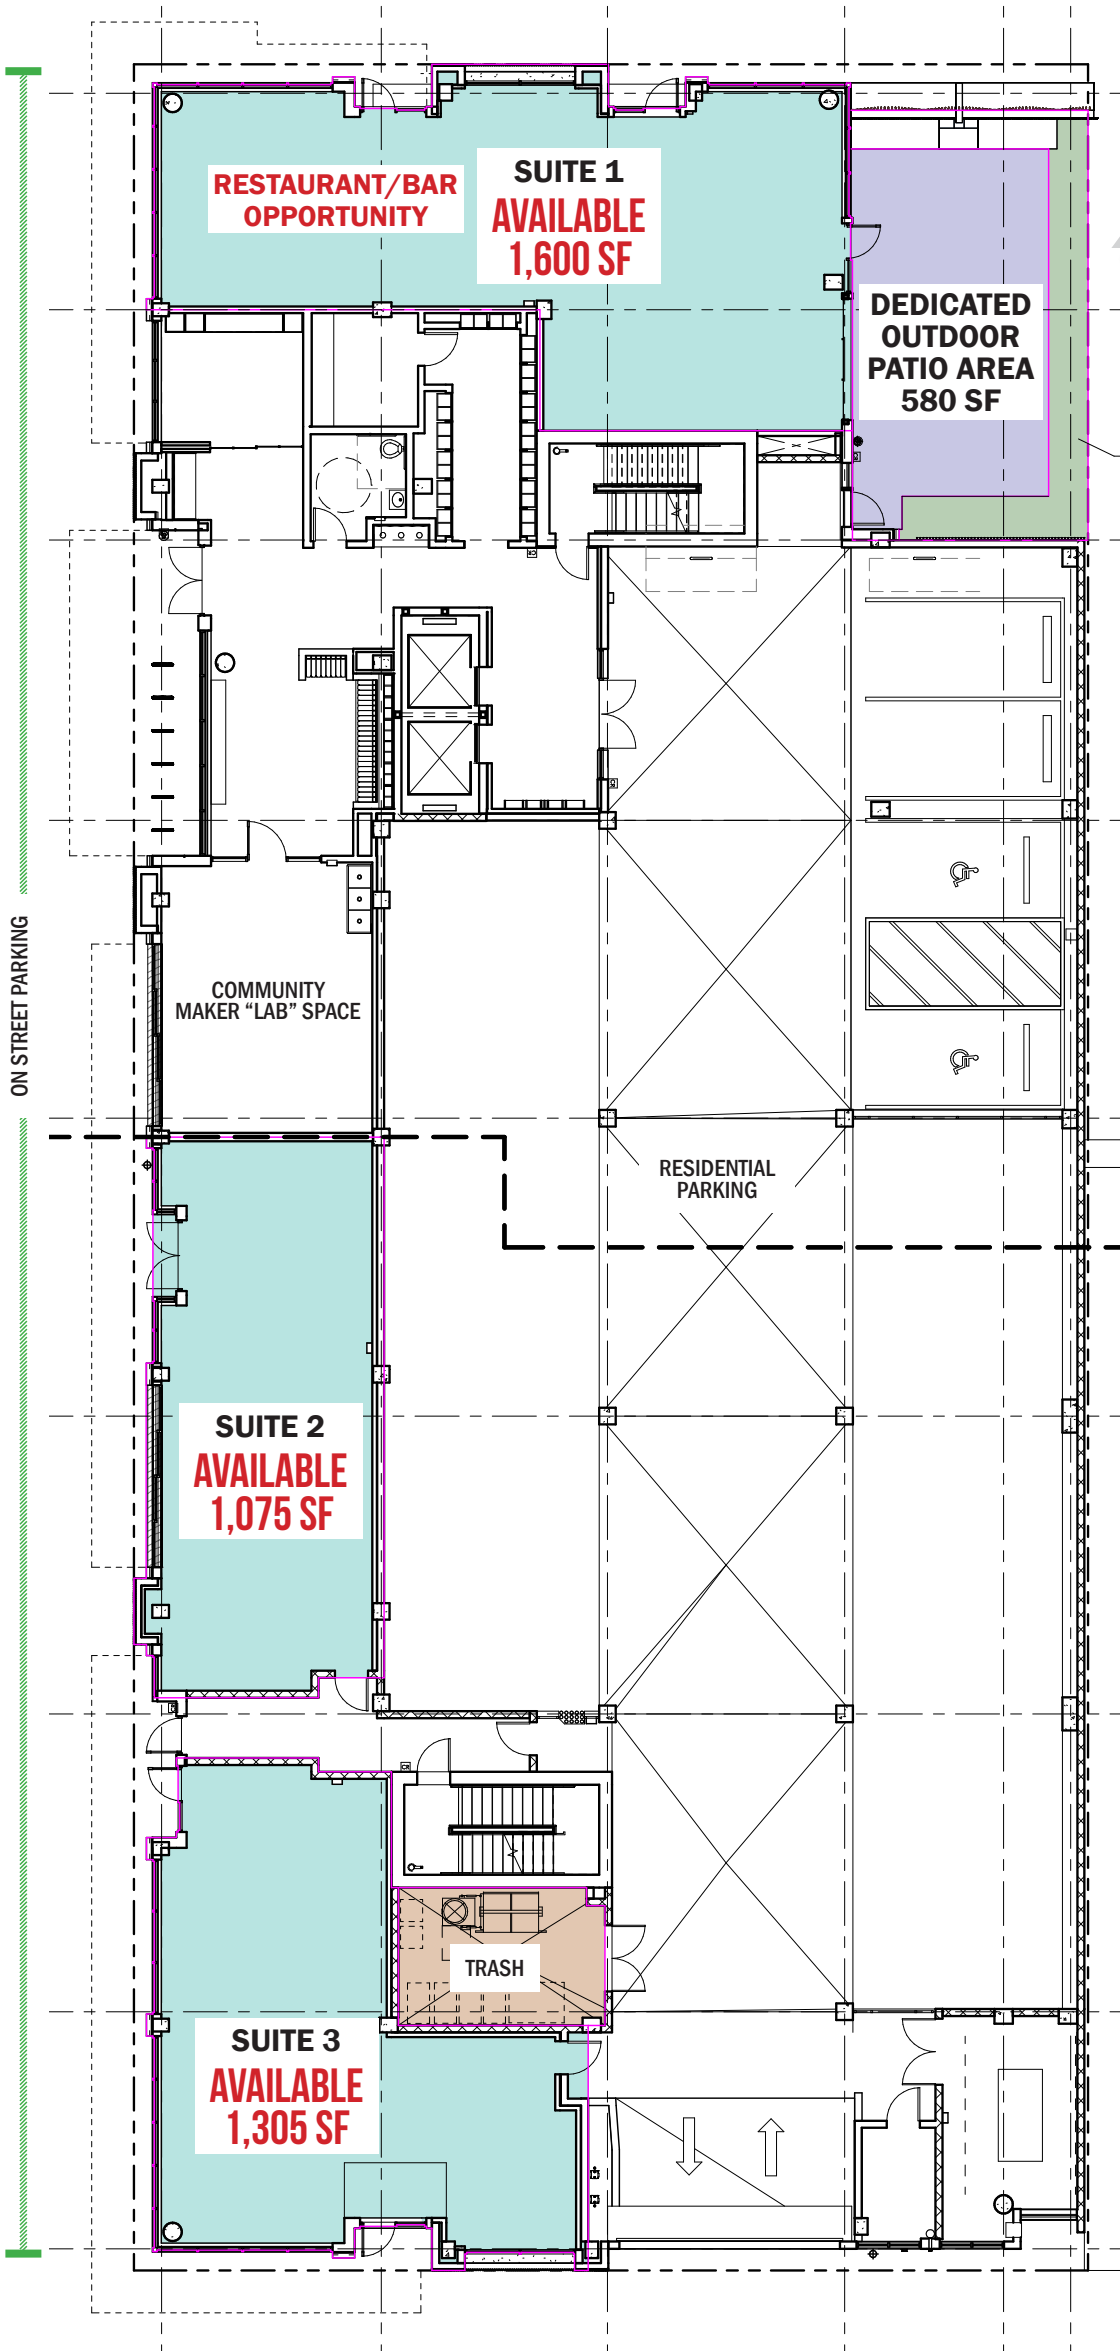 RESTAURANT/BAR
OPPORTUNITY
SUITE 1
AVAILABLE
1,600 SF
DEDICATED
OUTDOOR
PATIO AREA
580 SF
ON STREET PARKING
COMMUNITY
MAKER “LAB” SPACE
RESIDENTIAL
PARKING
SUITE 2
AVAILABLE
1,075 SF
TRASH
SUITE 3
AVAILABLE
1,305 SF